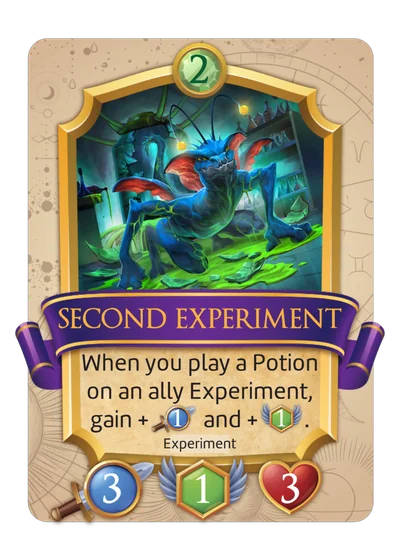 2
SECOND EXPERIMENT
When you play a Potion
on an ally Experiment,
gain + 1 and + 1 .
Experiment
3 1 3